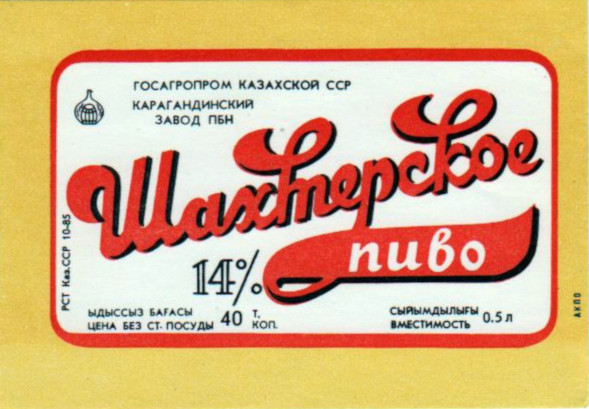 ГОСАГРОПРОМ КАЗАХСКОЙ ССР
КАРАГАНДИНСКИЙ
ЗАВОД ПБН
Шахтерское
пиво
14%
ЫДЫССЫЗ БАҒАСЫ
ЦЕНА БЕЗ СТ. ПОСУДЫ 40 Т. КОП.
СЫЙЫМДЫЛЫҒЫ
ВМЕСТИМОСТЬ 0.5 л
РСТ Каз.ССР 10-85
АКПО